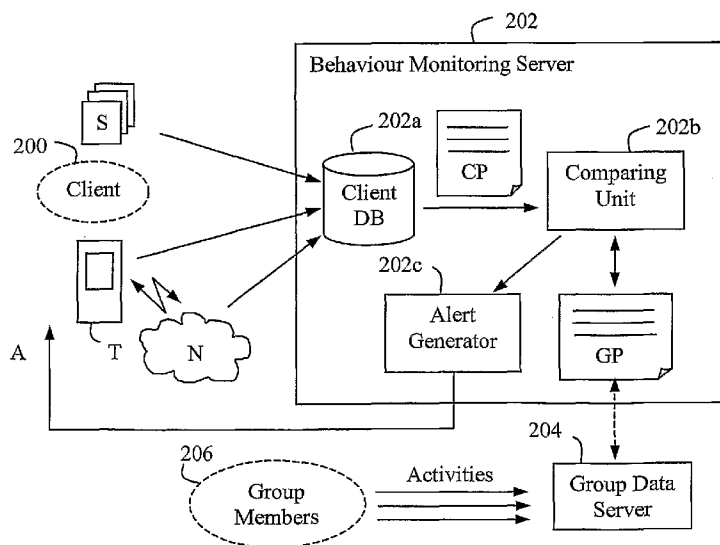 202
Behaviour Monitoring Server
S
202a
202b
200
CP
Client
Client
DB
Comparing
Unit
202c
Alert
Generator
GP
A
T
N
204
206
Activities
Group
Members
Group Data
Server